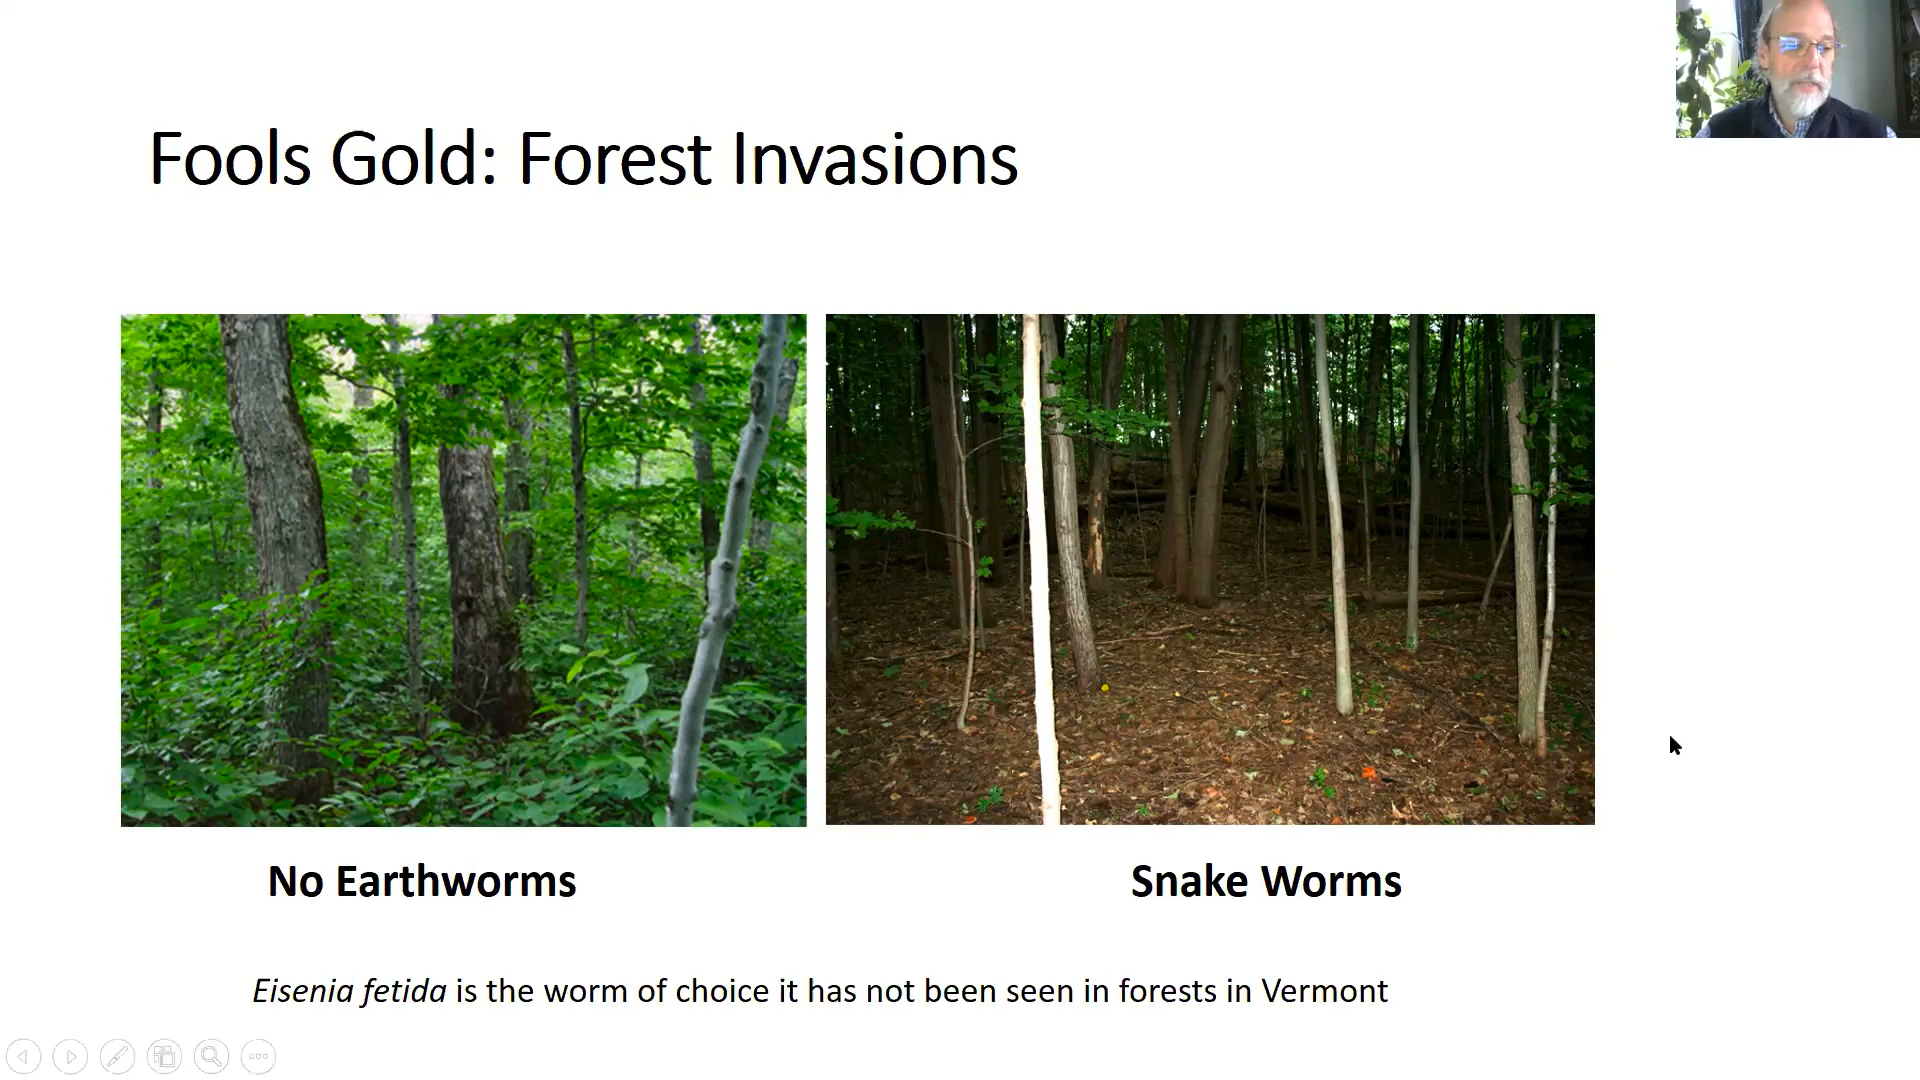 Fools Gold: Forest Invasions
No Earthworms
Snake Worms
Eisenia fetida is the worm of choice it has not been seen in forests in Vermont